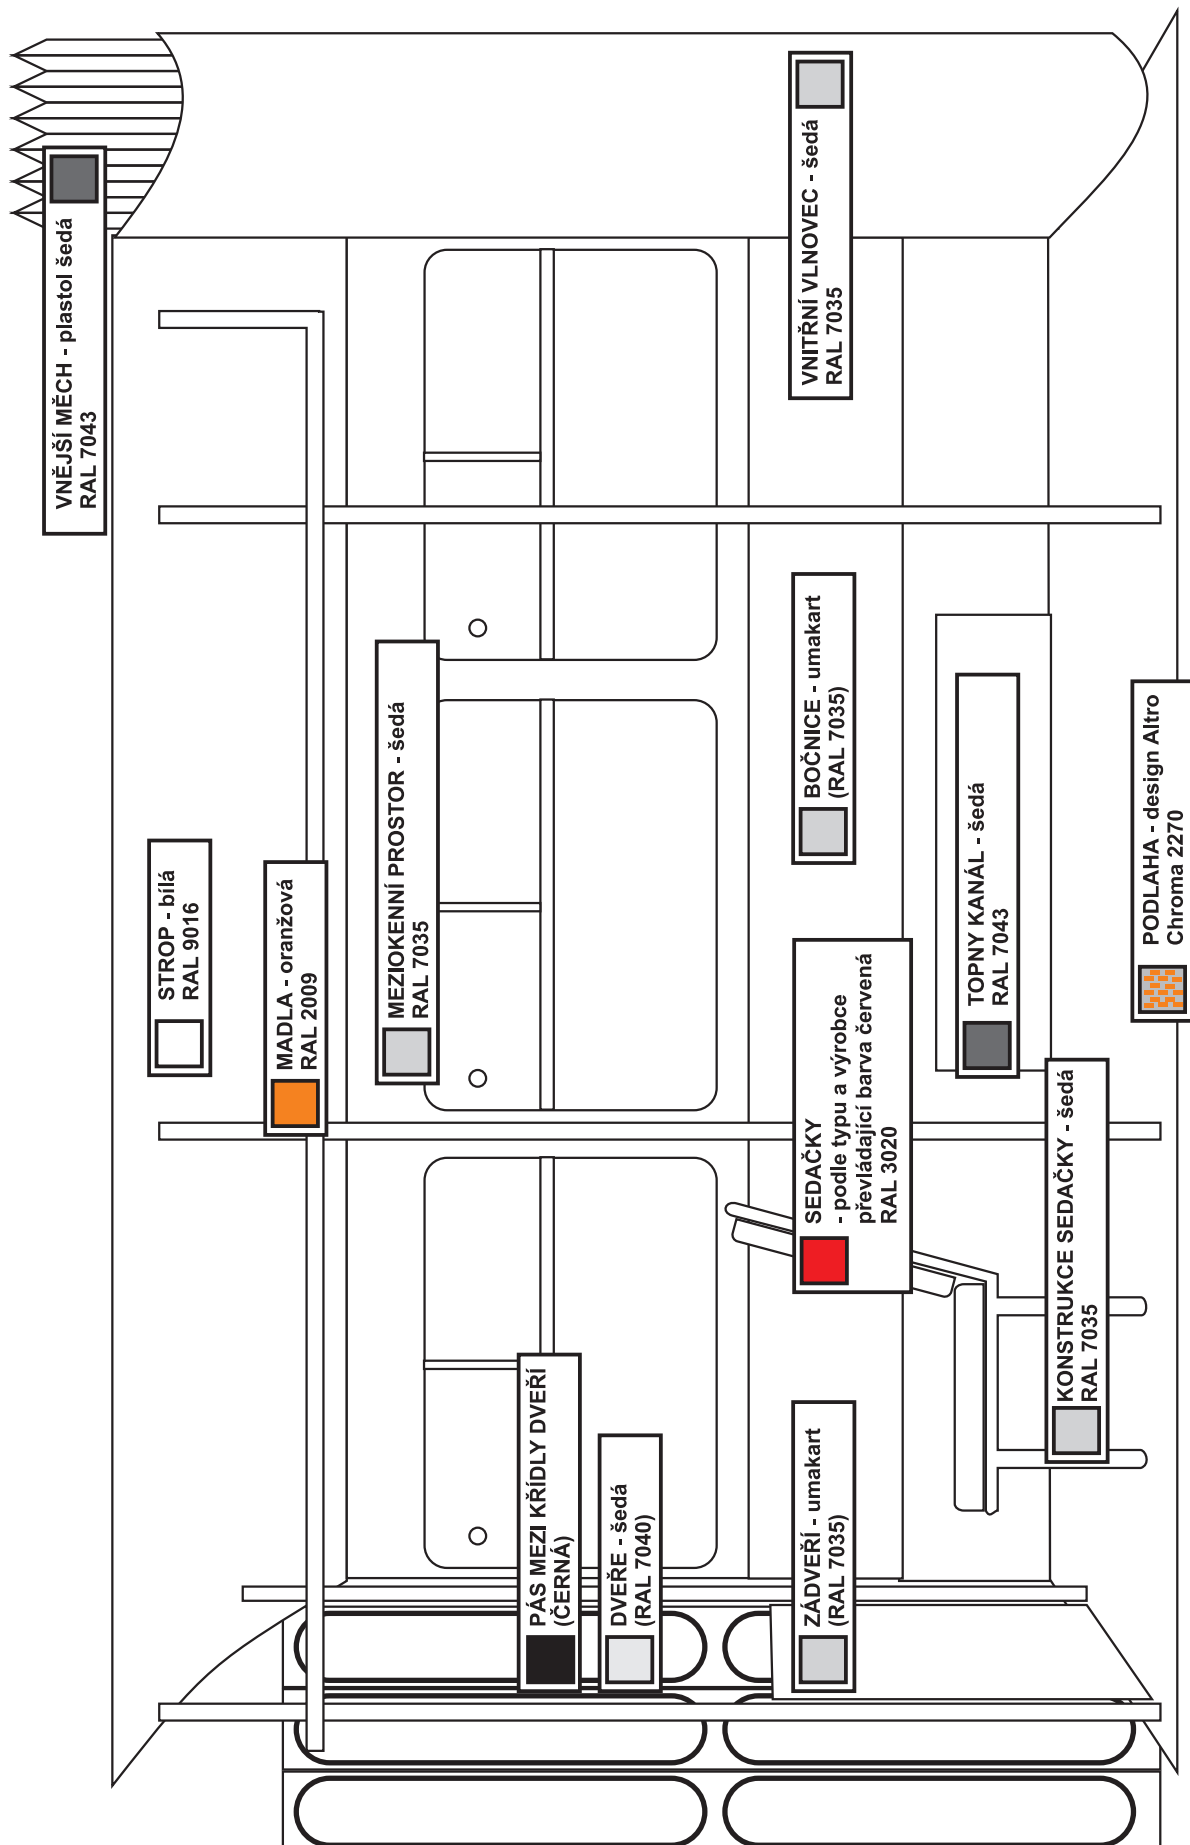 PÁS MEZI KŘÍDLY DVEŘÍ
(ČERNÁ)
DVEŘE - šedá
(RAL 7040)
ZÁDVEŘÍ - umakart
(RAL 7035)
STROP - bílá
RAL 9016
MADLA - oranžová
RAL 2009
MEZIOKENNÍ PROSTOR - šedá
RAL 7035
SEDAČKY
- podle typu a výrobce
převládající barva červená
RAL 3020
KONSTRUKCE SEDAČKY - šedá
RAL 7035
BOČNICE - umakart
(RAL 7035)
TOPNY KANÁL - šedá
RAL 7043
PODLAHA - design Altro
Chroma 2270
VNĚJŠÍ MĚCH - plastol šedá
RAL 7043
VNITŘNÍ VLNOVEC - šedá
RAL 7035